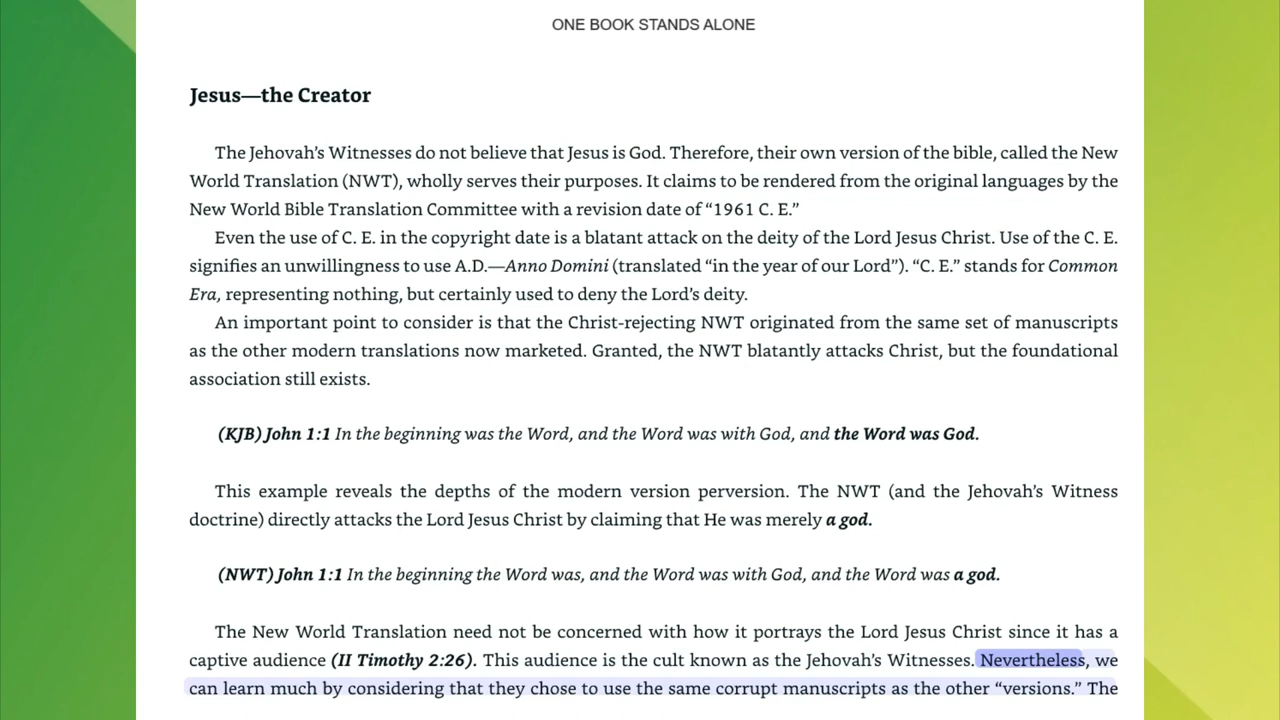 ONE BOOK STANDS ALONE
Jesus—the Creator
The Jehovah’s Witnesses do not believe that Jesus is God. Therefore, their own version of the bible, called the New
World Translation (NWT), wholly serves their purposes. It claims to be rendered from the original languages by the
New World Bible Translation Committee with a revision date of “1961 C. E.”
Even the use of C. E. in the copyright date is a blatant attack on the deity of the Lord Jesus Christ. Use of the C. E.
signifies an unwillingness to use A.D.—Anno Domini (translated “in the year of our Lord”). “C. E.” stands for Common
Era, representing nothing, but certainly used to deny the Lord’s deity.
An important point to consider is that the Christ-rejecting NWT originated from the same set of manuscripts
as the other modern translations now marketed. Granted, the NWT blatantly attacks Christ, but the foundational
association still exists.
(KJB) John 1:1 In the beginning was the Word, and the Word was with God, and the Word was God.
This example reveals the depths of the modern version perversion. The NWT (and the Jehovah’s Witness
doctrine) directly attacks the Lord Jesus Christ by claiming that He was merely a god.
(NWT) John 1:1 In the beginning the Word was, and the Word was with God, and the Word was a god.
The New World Translation need not be concerned with how it portrays the Lord Jesus Christ since it has a
captive audience (II Timothy 2:26). This audience is the cult known as the Jehovah’s Witnesses. Nevertheless, we
can learn much by considering that they chose to use the same corrupt manuscripts as the other “versions.” The